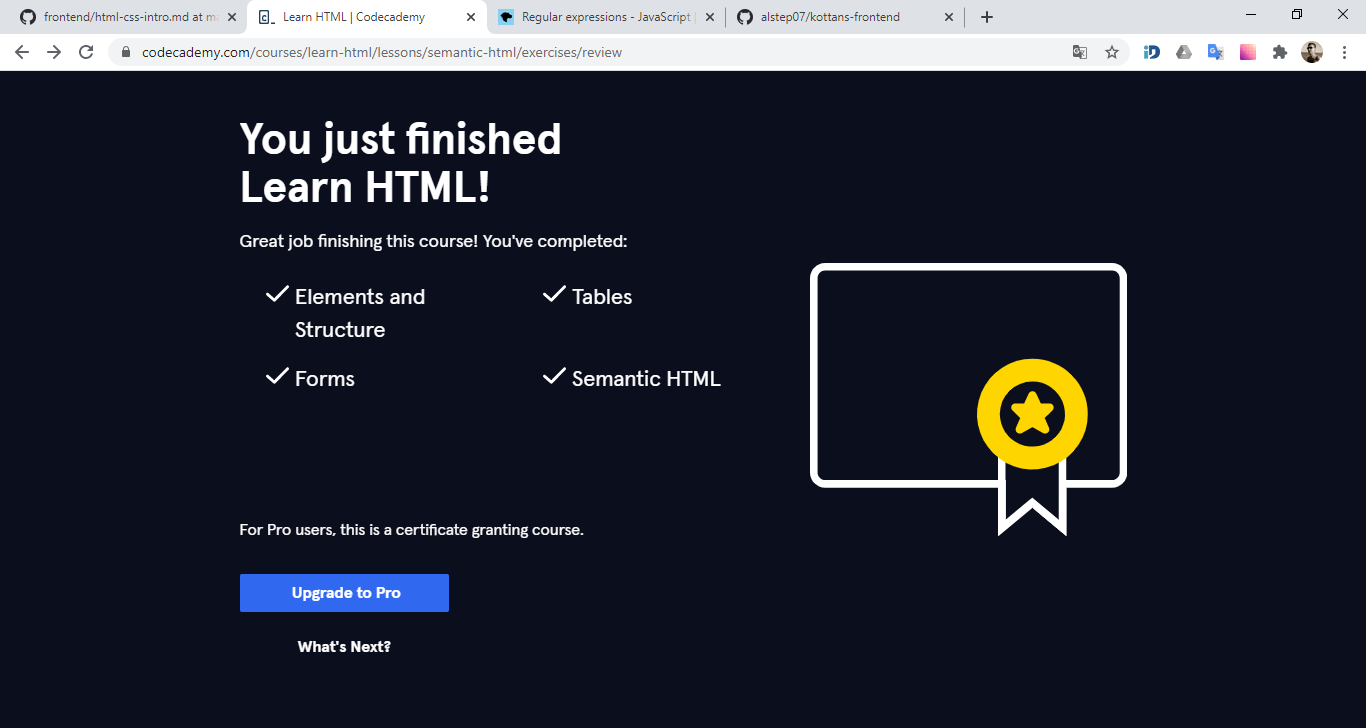 frontend/html-css-intro.md at ma
Learn HTML | Codecademy
Regular expressions - JavaScript |
alstep07/kottans-frontend
codecademy.com/courses/learn-html/lessons/semantic-html/exercises/review
You just finished
Learn HTML!
Great job finishing this course! You've completed:
Elements and
Structure
Tables
Forms
Semantic HTML
For Pro users, this is a certificate granting course.
Upgrade to Pro
What's Next?